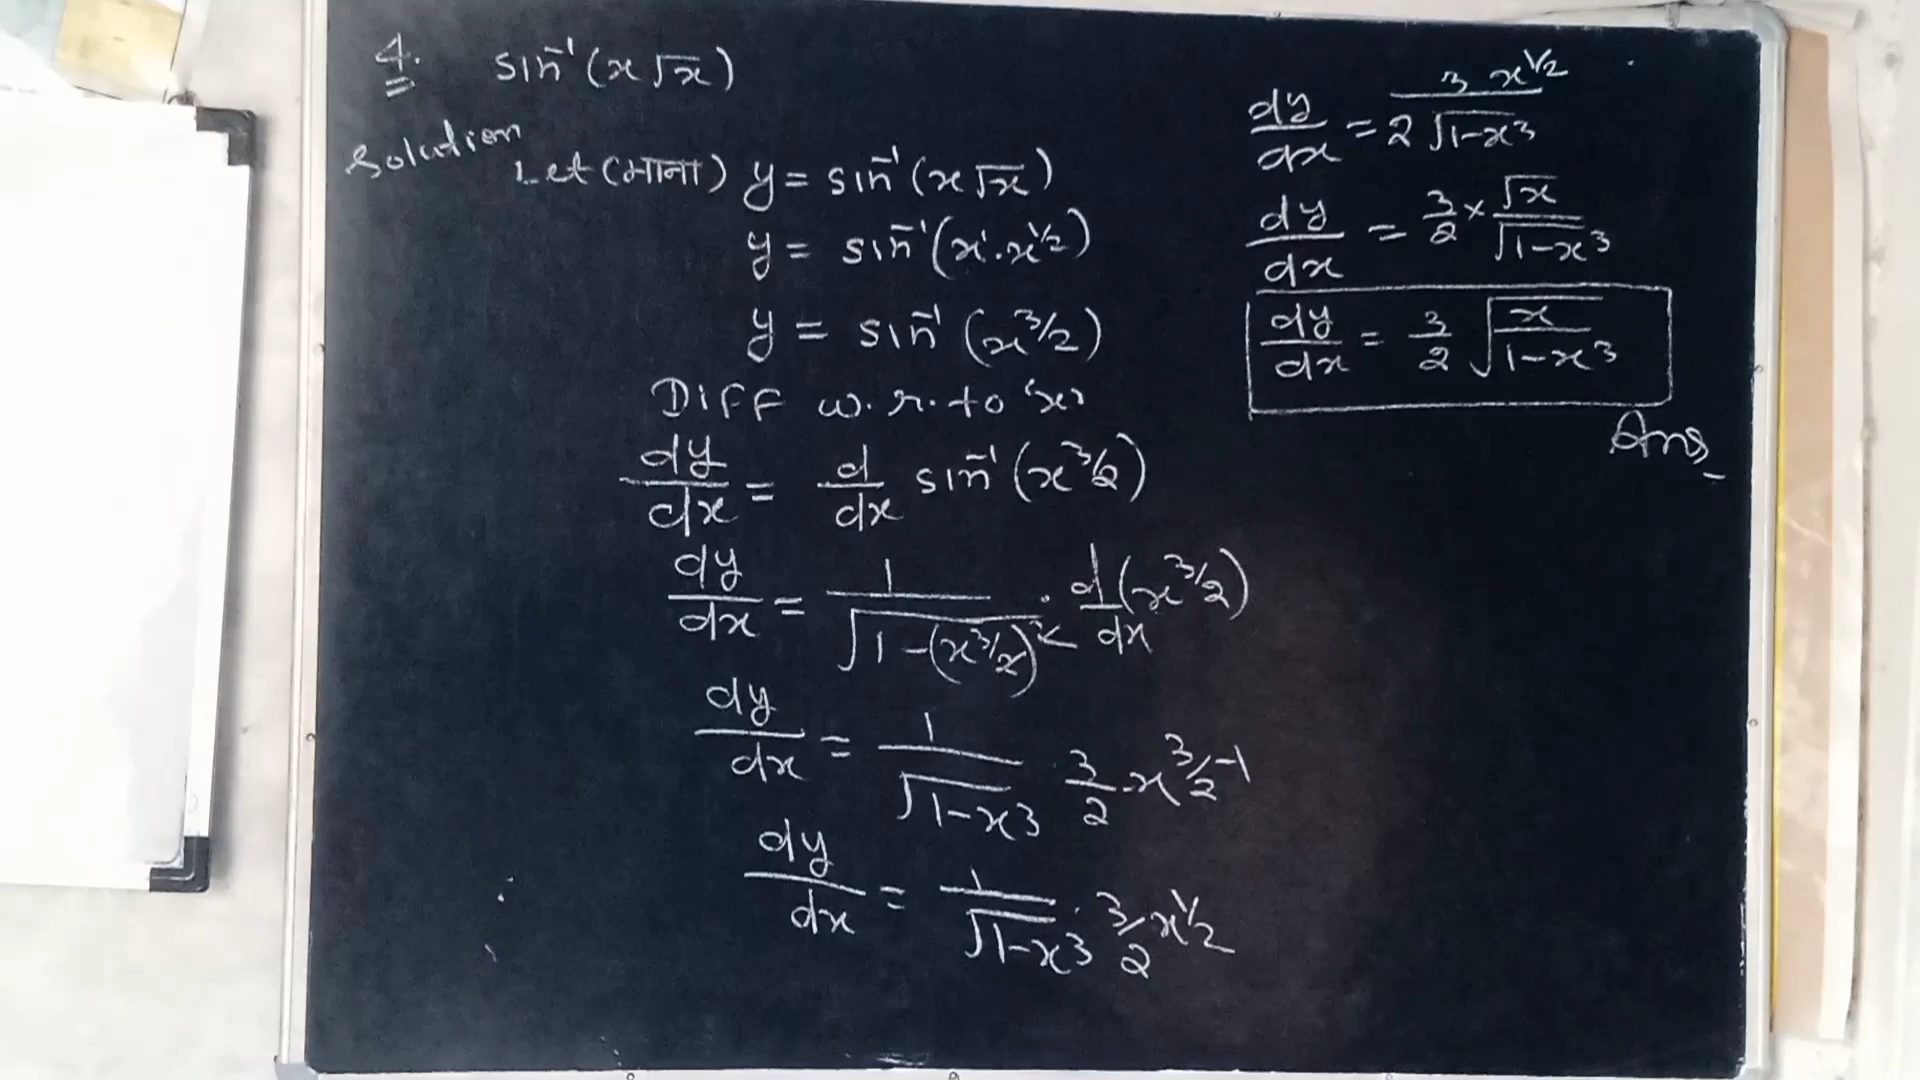 4. sin⁻¹(x√x)
Solution
Let (माना) y = sin⁻¹(x√x)
y = sin⁻¹(x¹.x^1/2)
y = sin⁻¹(x^3/2)
Diff w.r.to 'x'
dy/dx = d/dx sin⁻¹(x^3/2)
dy/dx = 1/√(1-(x^3/2)²) . d/dx (x^3/2)
dy/dx = 1/√(1-x³) . 3/2 . x^(3/2-1)
dy/dx = 1/√(1-x³) . 3/2 x^1/2
dy/dx = 3 x^1/2 / 2√(1-x³)
dy/dx = 3/2 × √x/√(1-x³)
dy/dx = 3/2 √(x/(1-x³))
Ans